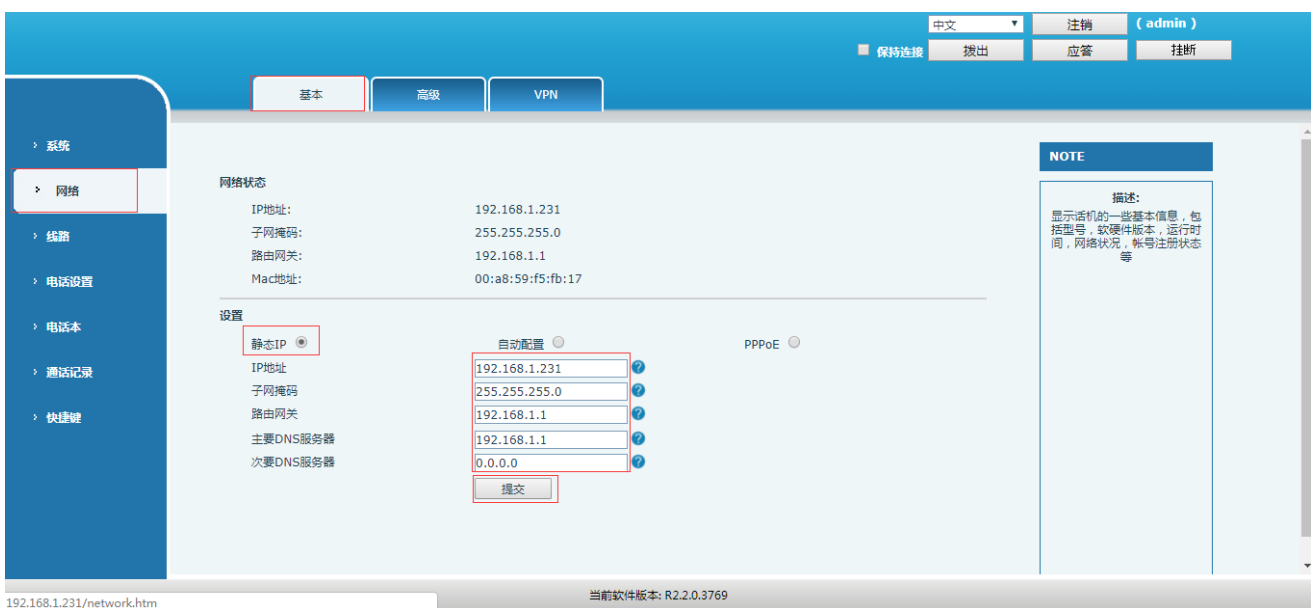 中文 注销 ( admin )
保持连接 拨出 应答 挂断
基本 高级 VPN
系统
网络
线路
电话设置
电话本
通话记录
快捷键
网络状态
IP地址: 192.168.1.231
子网掩码: 255.255.255.0
路由网关: 192.168.1.1
Mac地址: 00:a8:59:f5:fb:17
设置
静态IP 自动配置 PPPoE
IP地址 192.168.1.231
子网掩码 255.255.255.0
路由网关 192.168.1.1
主要DNS服务器 192.168.1.1
次要DNS服务器 0.0.0.0
提交
NOTE
描述:
显示话机的一些基本信息，包
括型号，软硬件版本，运行时
间，网络状况，帐号注册状态
等
当前软件版本: R2.2.0.3769
192.168.1.231/network.htm